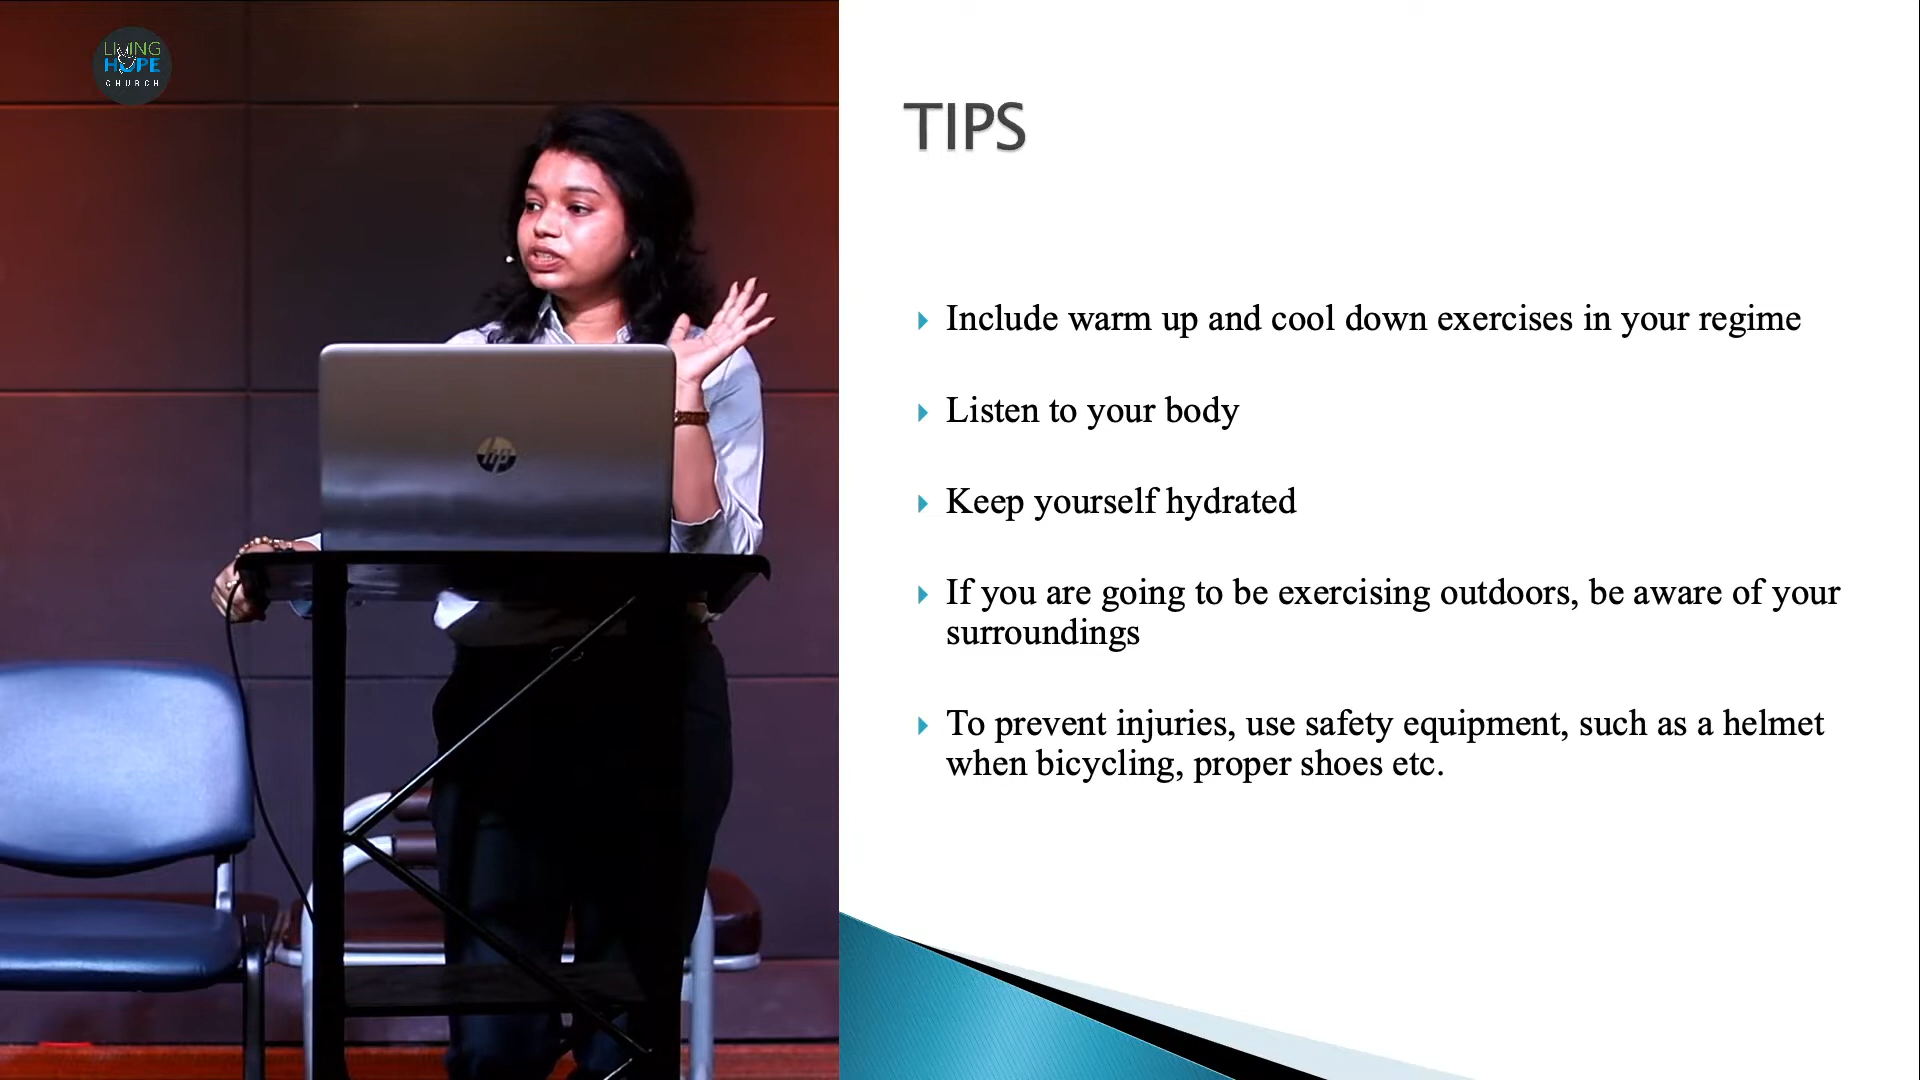 LIVING
HOPE
CHURCH
hp
TIPS
Include warm up and cool down exercises in your regime
Listen to your body
Keep yourself hydrated
If you are going to be exercising outdoors, be aware of your
surroundings
To prevent injuries, use safety equipment, such as a helmet
when bicycling, proper shoes etc.